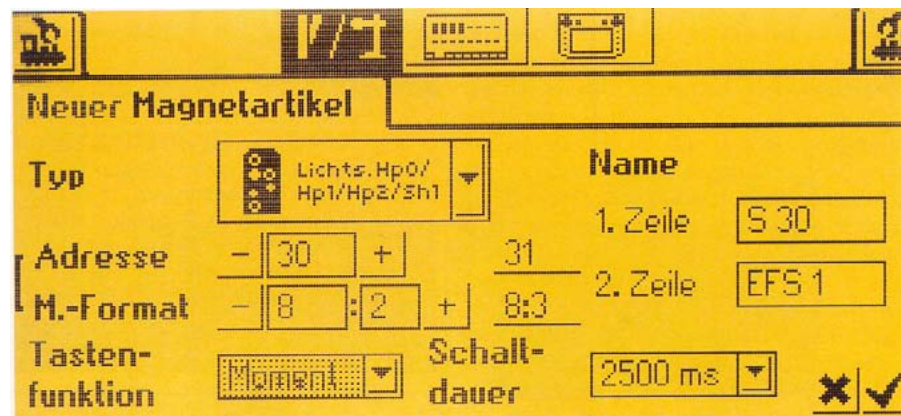 Neuer Magnetartikel
Typ
Lichts.Hp0/
Hp1/Hp2/Sh1
Name
1. Zeile S 30
2. Zeile EFS 1
Adresse - 30 + 31
M.-Format - 8 : 2 + 8:3
Tasten-
funktion Moment
Schalt-
dauer 2500 ms